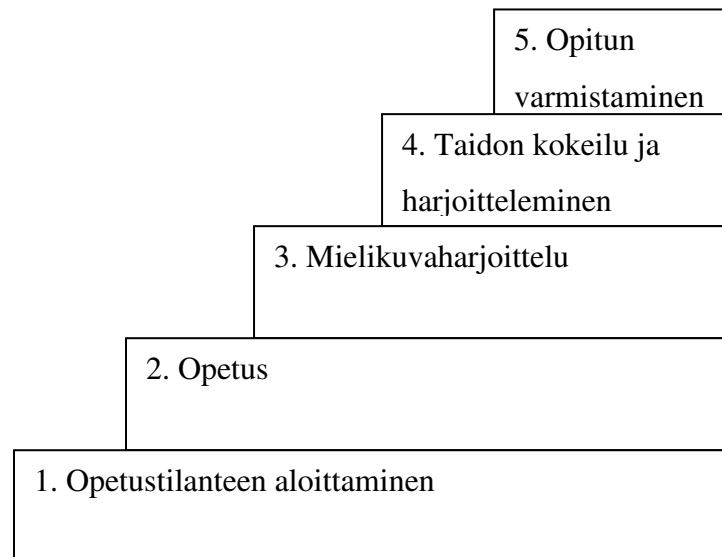 5. Opitun
varmistaminen
4. Taidon kokeilu ja
harjoitteleminen
3. Mielikuvaharjoittelu
2. Opetus
1. Opetustilanteen aloittaminen